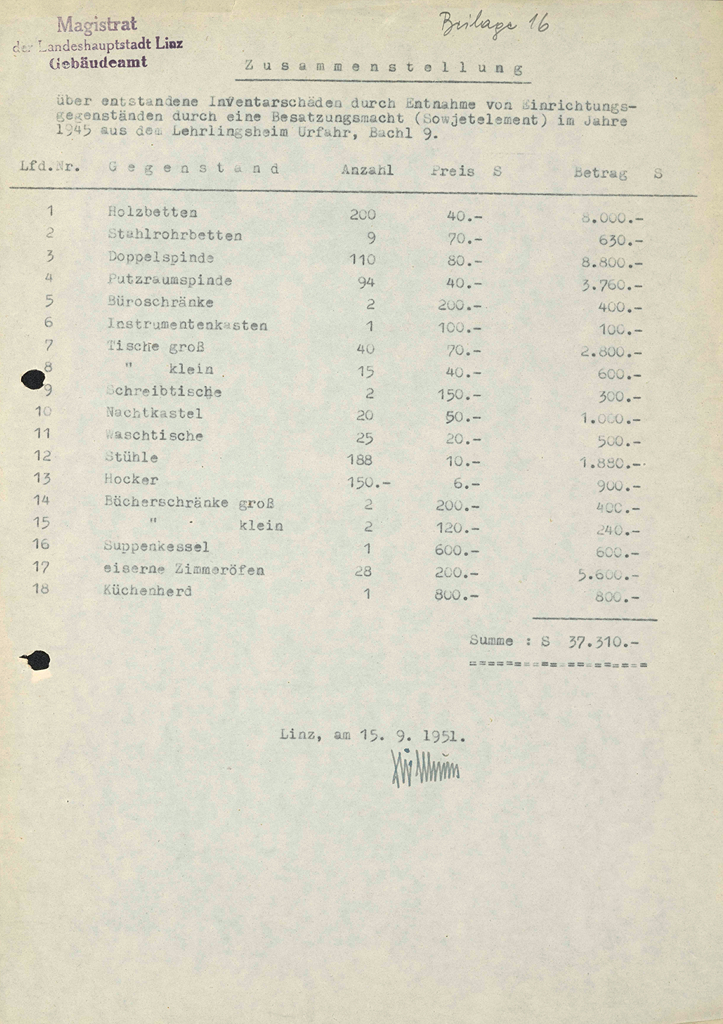 Magistrat
der Landeshauptstadt Linz
Gebäudeamt
Beilage 16
Zusammenstellung
über entstandene Inventarschäden durch Entnahme von Einrichtungs-
gegenständen durch eine Besatzungsmacht (Sowjetelement) im Jahre
1945 aus dem Lehrlingsheim Urfahr, Bachl 9.
Lfd.Nr. Gegenstand Anzahl Preis S Betrag S
1 Holzbetten 200 40.- 8.000.-
2 Stahlrohrbetten 9 70.- 630.-
3 Doppelspinde 110 80.- 8.800.-
4 Putzraumspinde 94 40.- 3.760.-
5 Büroschränke 2 200.- 400.-
6 Instrumentenkasten 1 100.- 100.-
7 Tische groß 40 70.- 2.800.-
8 " klein 15 40.- 600.-
9 Schreibtische 2 150.- 300.-
10 Nachtkastel 20 50.- 1.000.-
11 Waschtische 25 20.- 500.-
12 Stühle 188 10.- 1.880.-
13 Hocker 150.- 6.- 900.-
14 Bücherschränke groß 2 200.- 400.-
15 " klein 2 120.- 240.-
16 Suppenkessel 1 600.- 600.-
17 eiserne Zimmeröfen 28 200.- 5.600.-
18 Küchenherd 1 800.- 800.-
Summe : S 37.310.-
Linz, am 15. 9. 1951.